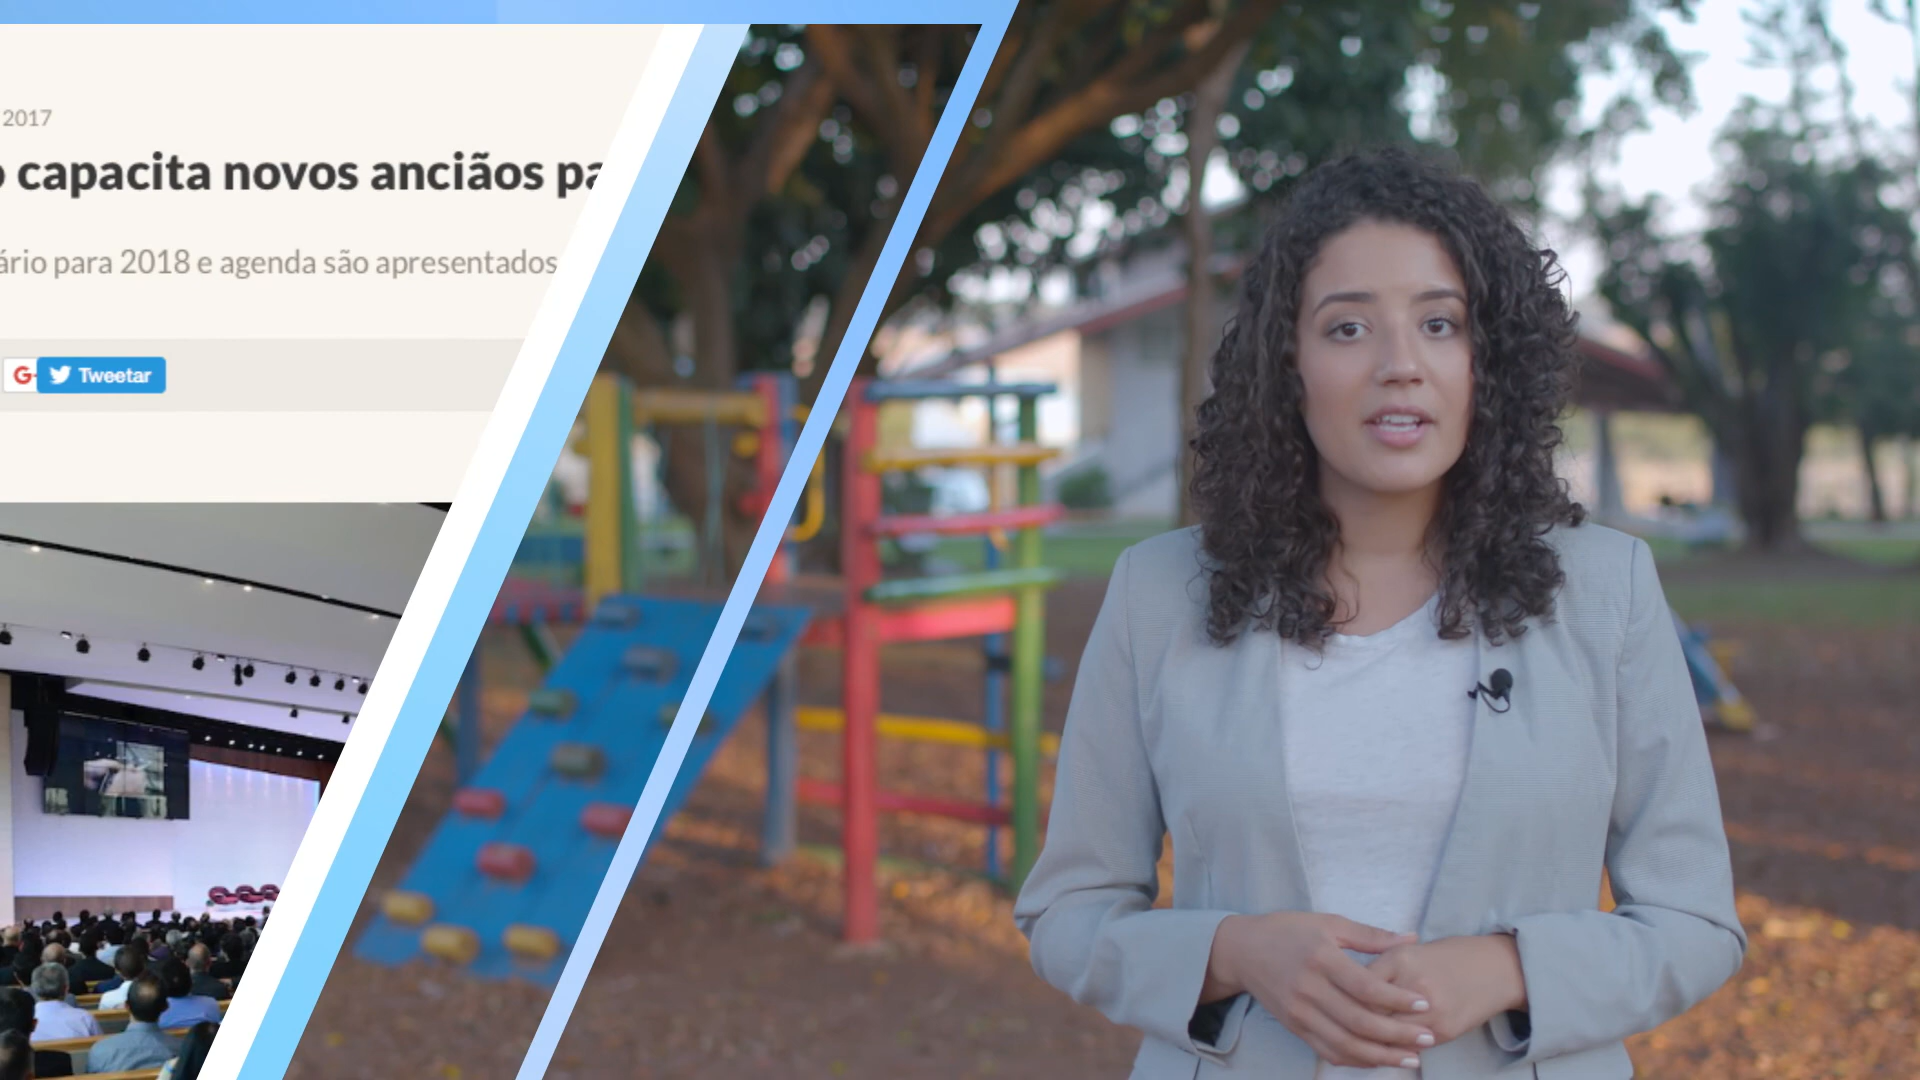 2017
o capacita novos anciãos pa
ário para 2018 e agenda são apresentados
G+ Tweetar